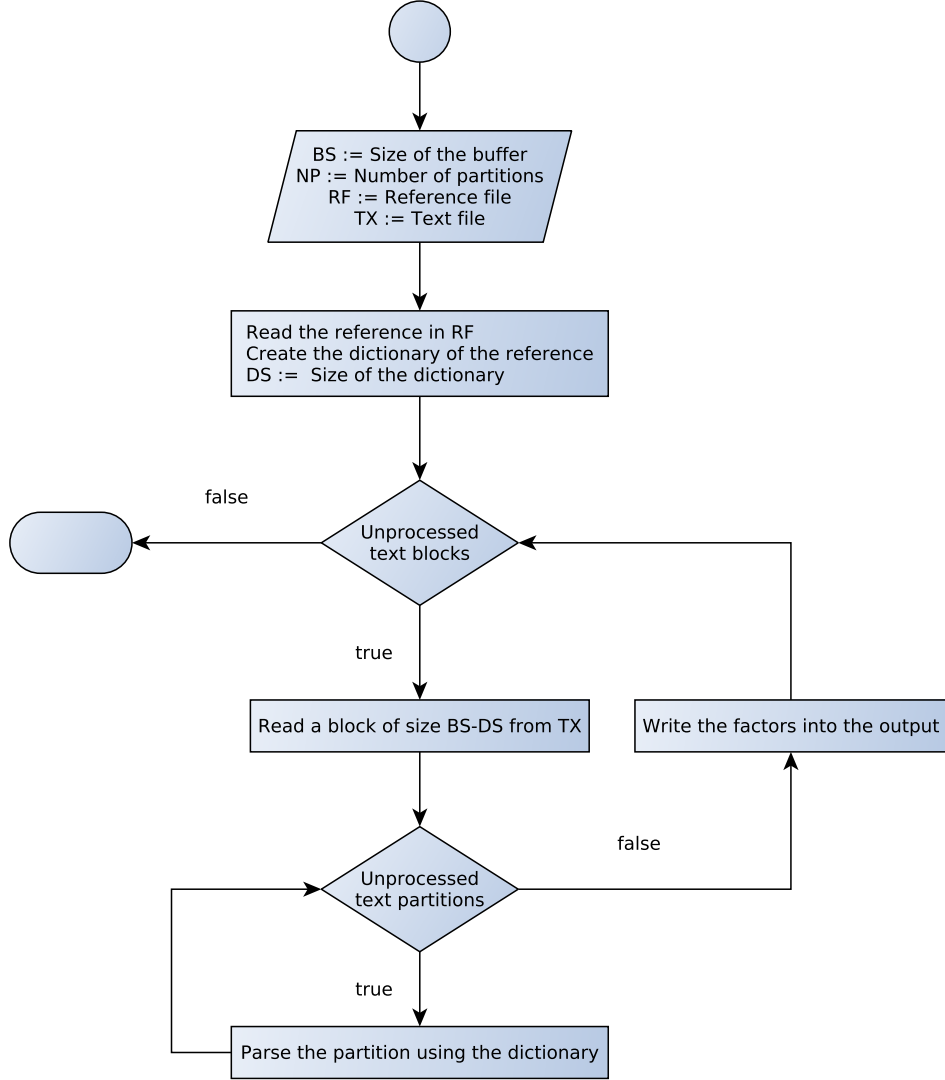 BS := Size of the buffer
NP := Number of partitions
RF := Reference file
TX := Text file
Read the reference in RF
Create the dictionary of the reference
DS :=  Size of the dictionary
false
Unprocessed
text blocks
true
Read a block of size BS-DS from TX
Write the factors into the output
false
Unprocessed
text partitions
true
Parse the partition using the dictionary